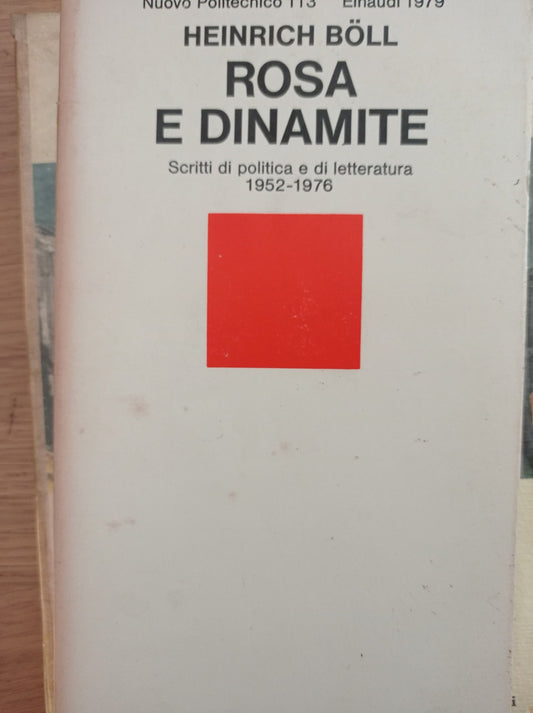 Nuovo Politecnico 113 Einaudi 1979
HEINRICH BÖLL
ROSA
E DINAMITE
Scritti di politica e di letteratura
1952-1976
i